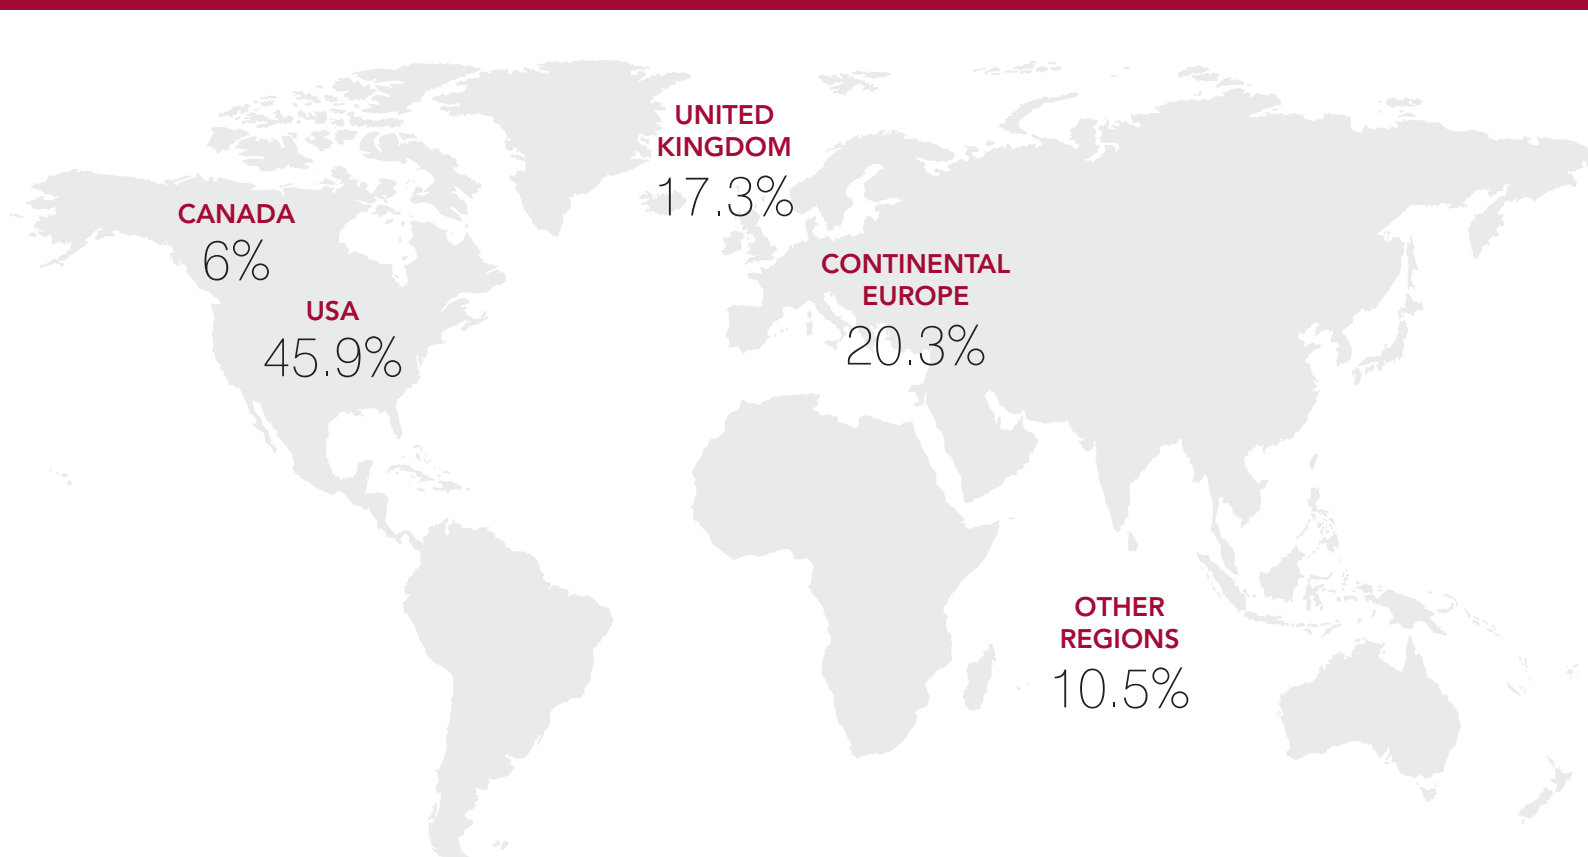 UNITED
KINGDOM
17.3%
CANADA
6%
USA
45.9%
CONTINENTAL
EUROPE
20.3%
OTHER
REGIONS
10.5%